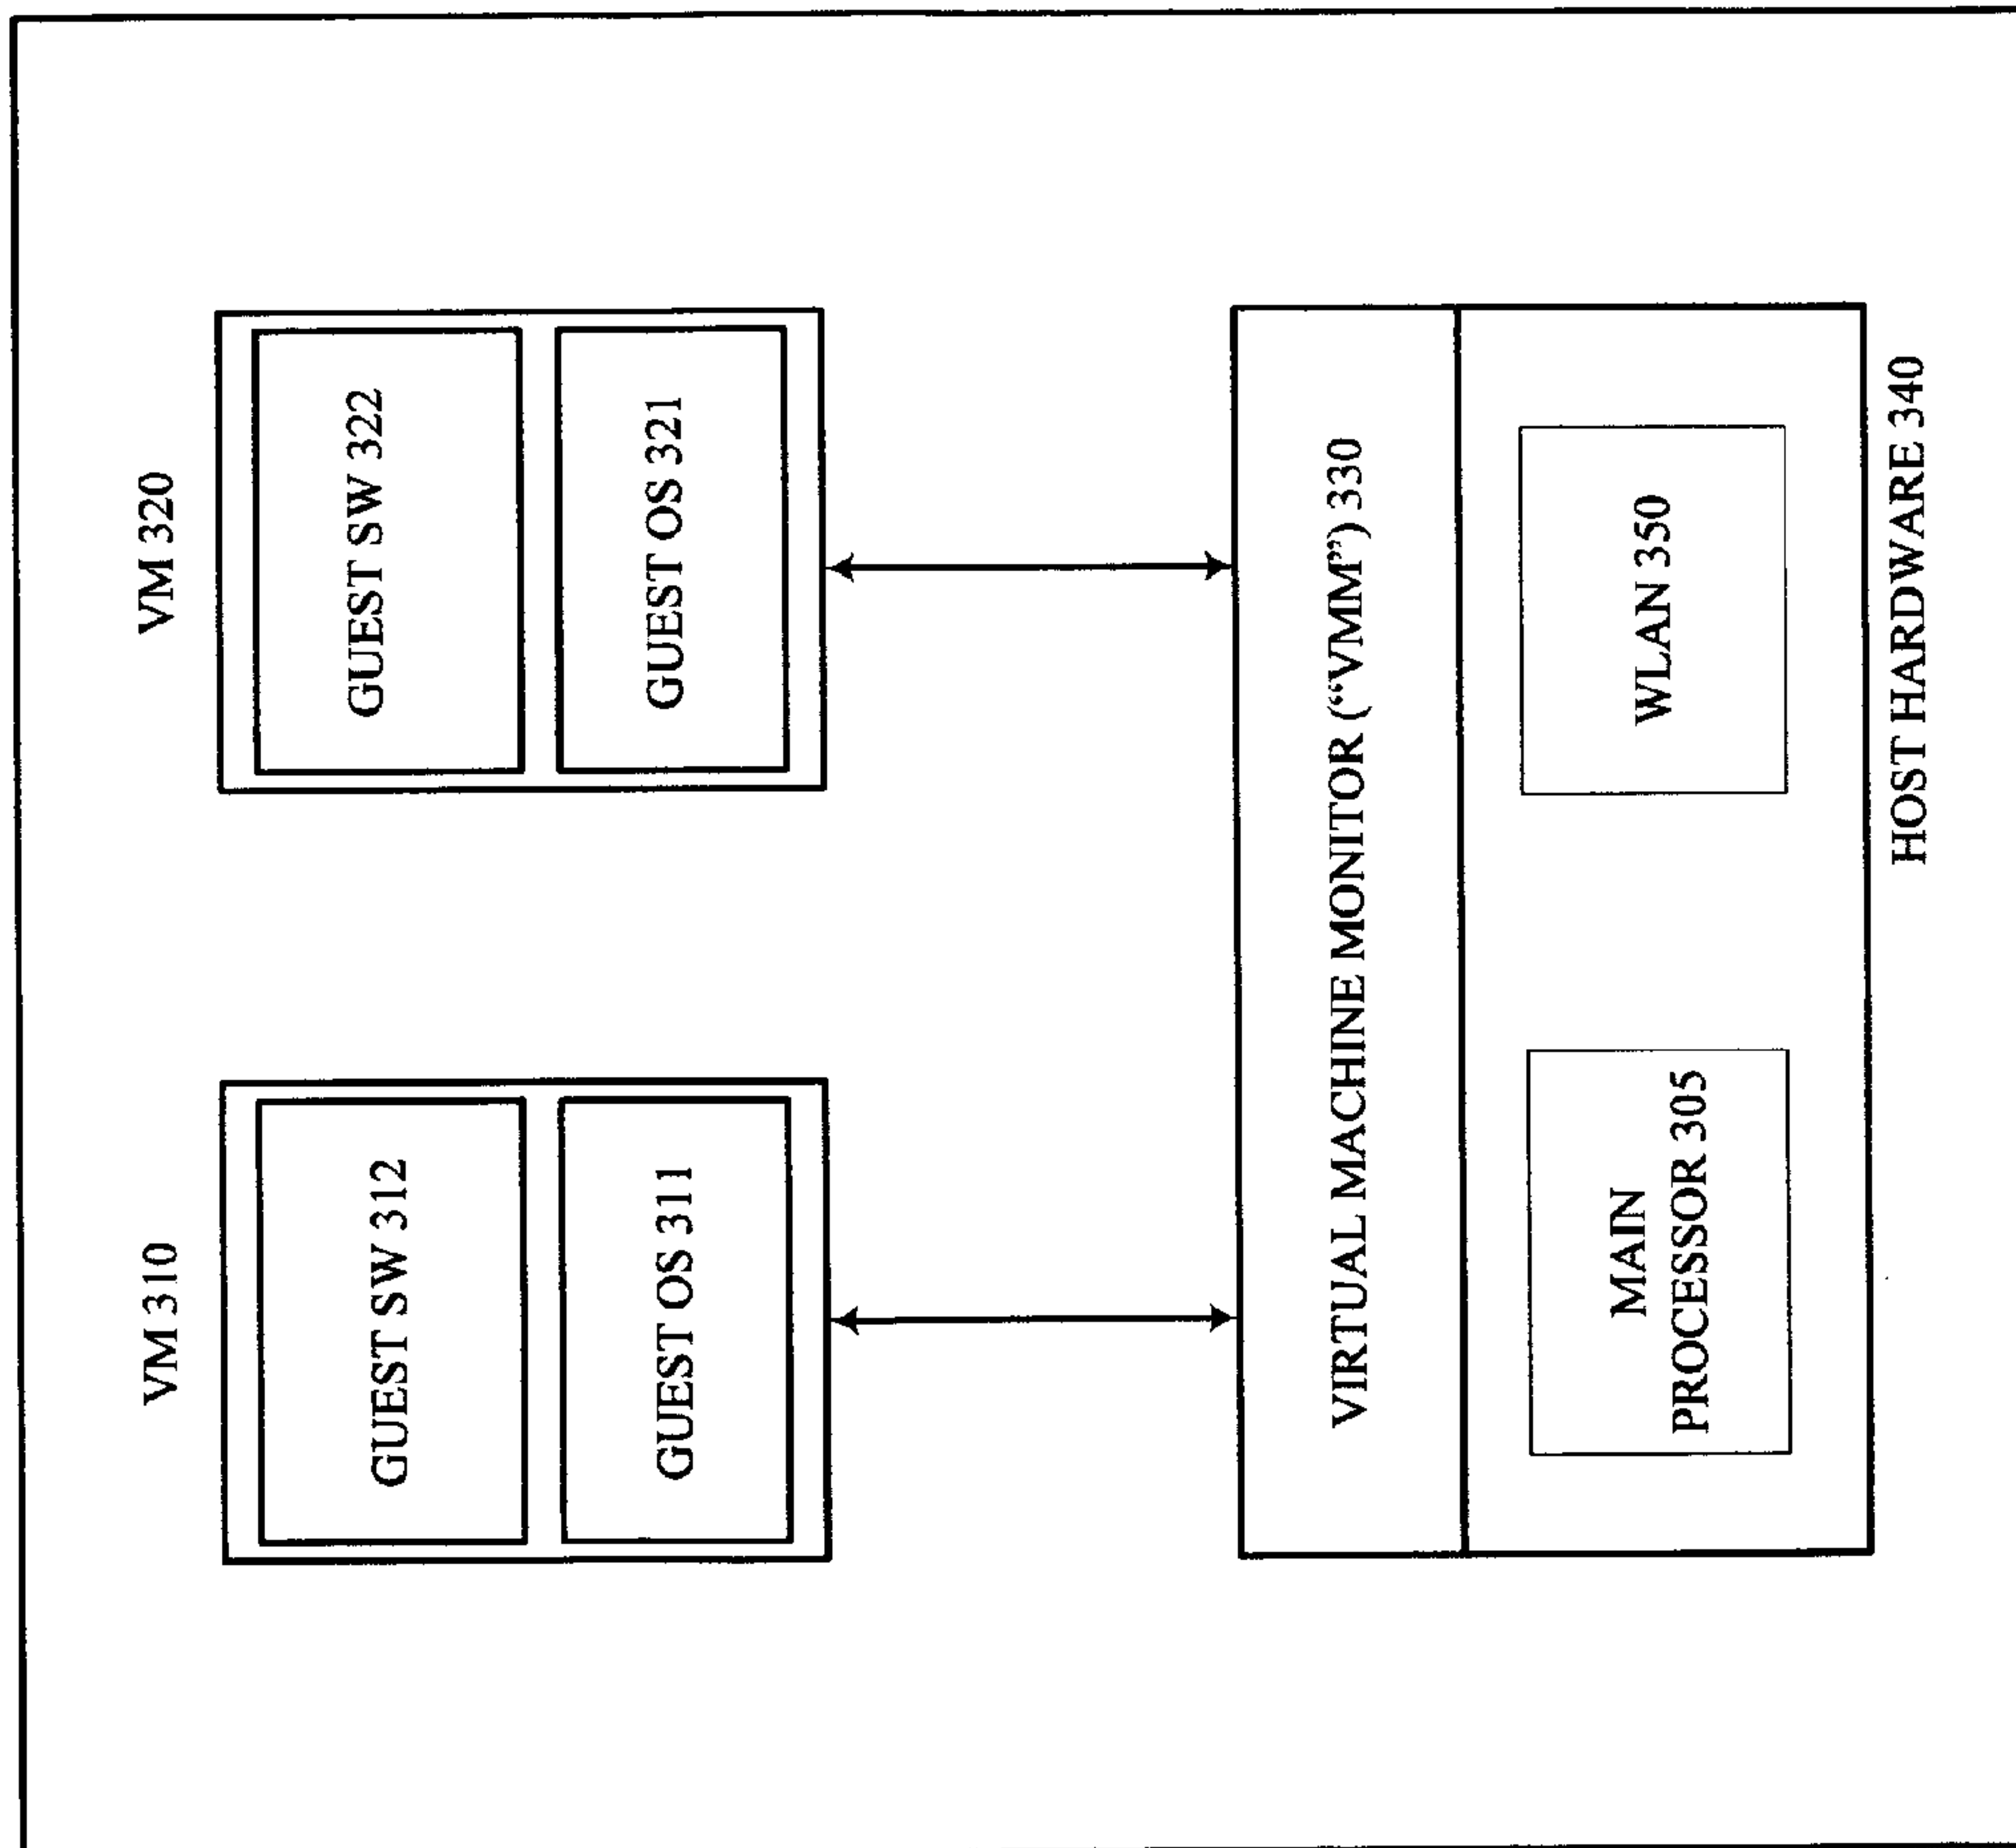 VM 310
VM 320
GUEST SW 312
GUEST SW 322
GUEST OS 311
GUEST OS 321
VIRTUAL MACHINE MONITOR (“VMM”) 330
MAIN
PROCESSOR 305
WLAN 350
HOST HARDWARE 340